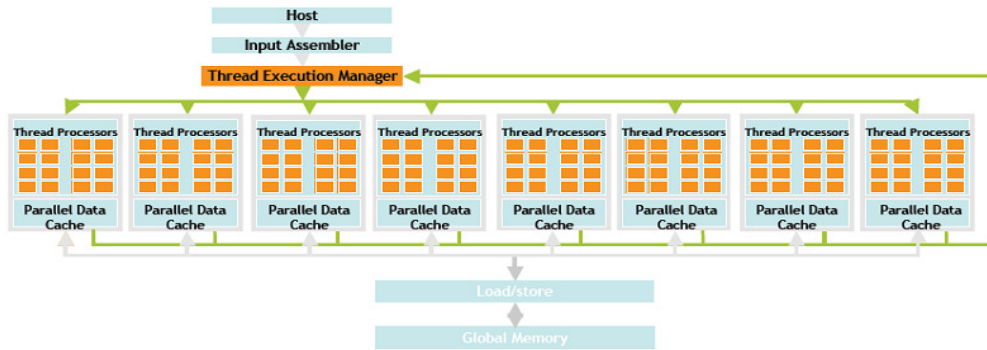 Host
Input Assembler
Thread Execution Manager
Thread Processors
Thread Processors
Thread Processors
Thread Processors
Thread Processors
Thread Processors
Thread Processors
Thread Processors
Parallel Data
Cache
Parallel Data
Cache
Parallel Data
Cache
Parallel Data
Cache
Parallel Data
Cache
Parallel Data
Cache
Parallel Data
Cache
Parallel Data
Cache
Load/store
Global Memory